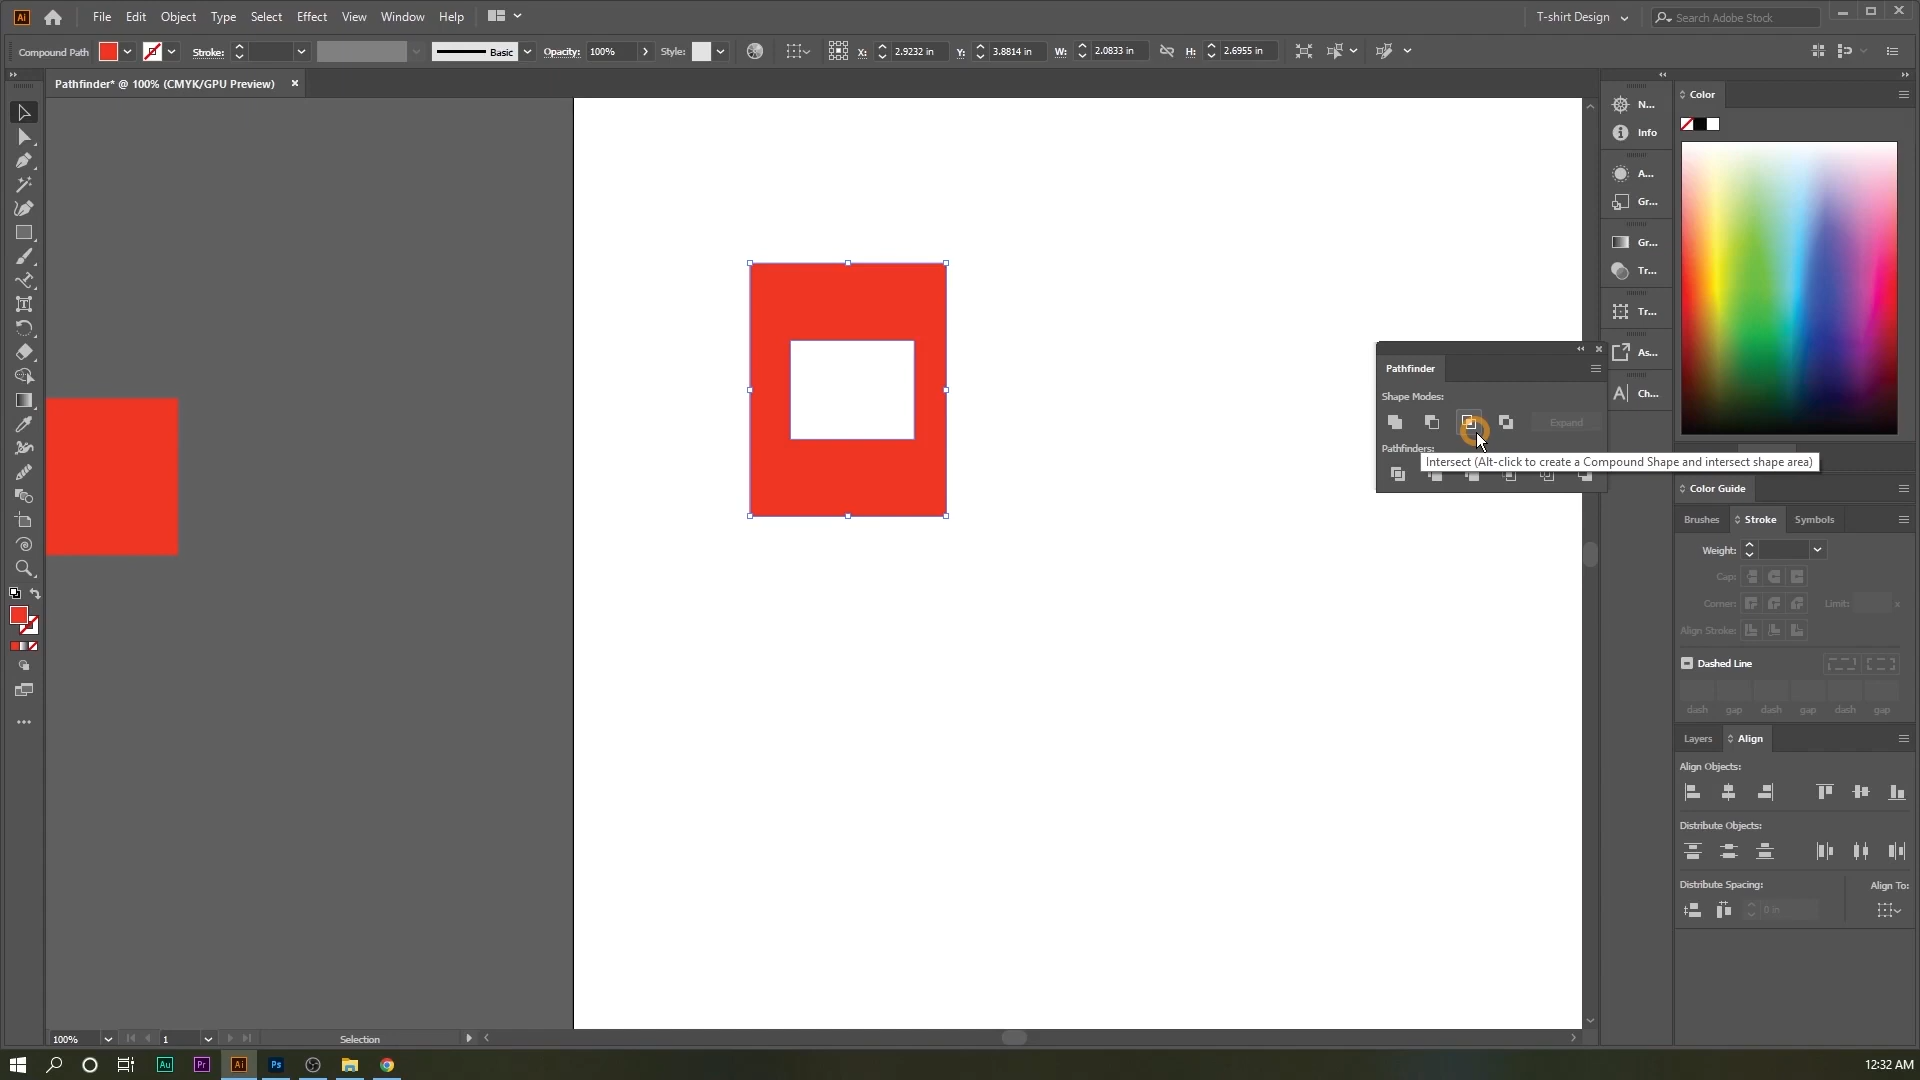 Ai File Edit Object Type Select Effect View Window Help T-shirt Design Search Adobe Stock
Compound Path Stroke: Basic Opacity: 100% Style: X: 2.9232 in Y: 3.8814 in W: 2.0833 in H: 2.6955 in
Pathfinder* @ 100% (CMYK/GPU Preview)
Color
N...
Info
A...
Gr...
Gr...
Tr...
Tr...
As...
Ch...
Pathfinder
Shape Modes:
Expand
Pathfinders:
Intersect (Alt-click to create a Compound Shape and intersect shape area)
Color Guide
Brushes Stroke Symbols
Weight:
Cap:
Corner: Limit: x
Align Stroke:
Dashed Line
dash gap dash gap dash gap
Layers Align
Align Objects:
Distribute Objects:
Distribute Spacing: Align To:
0 in
100% 1 Selection
Au Pr Ai Ps 12:32 AM